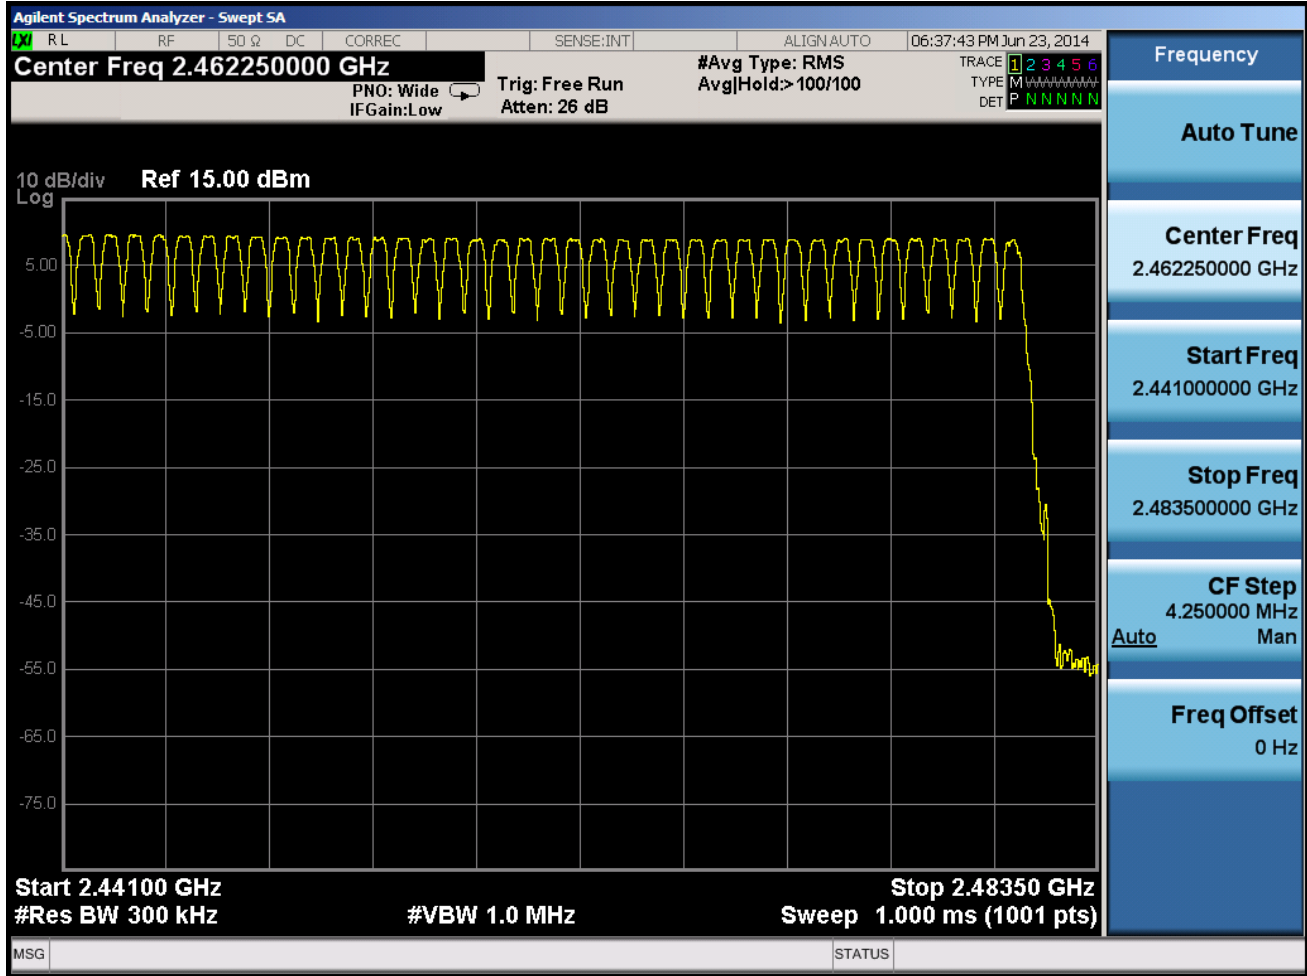 Agilent Spectrum Analyzer - Swept SA
LXI RL RF 50 Ω DC CORREC SENSE:INT ALIGN AUTO 06:37:43 PM Jun 23, 2014
Center Freq 2.462250000 GHz
PNO: Wide
IFGain:Low
Trig: Free Run
Atten: 26 dB
#Avg Type: RMS
Avg|Hold:>100/100
TRACE 1 2 3 4 5 6
TYPE M WWWWW
DET P N N N N N
10 dB/div Ref 15.00 dBm
Log
5.00
-5.00
-15.0
-25.0
-35.0
-45.0
-55.0
-65.0
-75.0
Start 2.44100 GHz Stop 2.48350 GHz
#Res BW 300 kHz #VBW 1.0 MHz Sweep 1.000 ms (1001 pts)
MSG STATUS
Frequency
Auto Tune
Center Freq
2.462250000 GHz
Start Freq
2.441000000 GHz
Stop Freq
2.483500000 GHz
CF Step
4.250000 MHz
Auto Man
Freq Offset
0 Hz